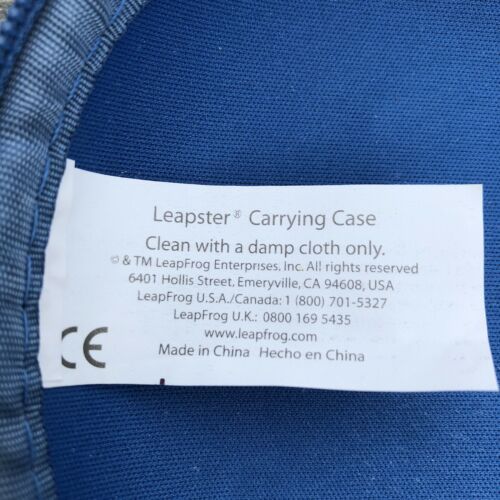 Leapster® Carrying Case
Clean with a damp cloth only.
© & TM LeapFrog Enterprises, Inc. All rights reserved
6401 Hollis Street, Emeryville, CA 94608, USA
LeapFrog U.S.A./Canada: 1 (800) 701-5327
LeapFrog U.K.: 0800 169 5435
www.leapfrog.com
Made in China Hecho en China
CE